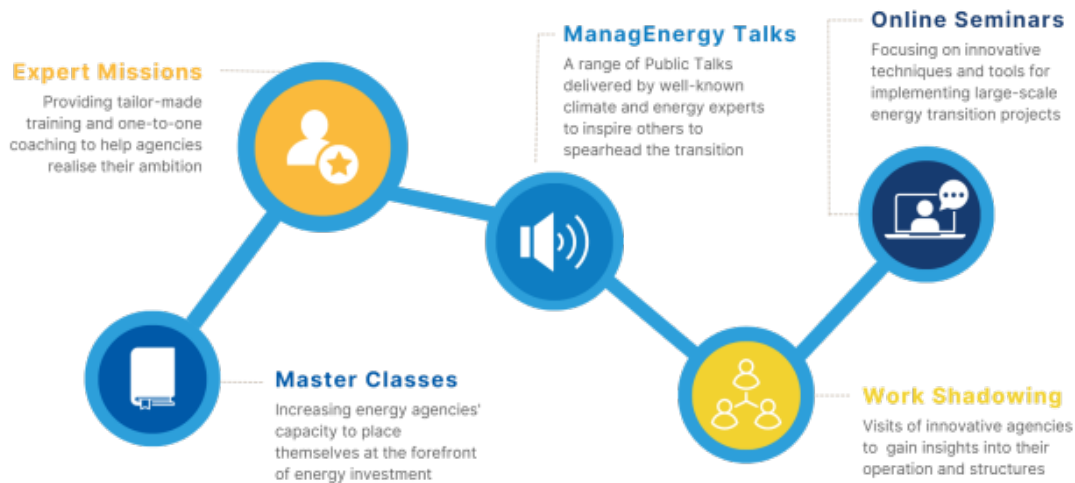 Expert Missions
Providing tailor-made
training and one-to-one
coaching to help agencies
realise their ambition
ManagEnergy Talks
A range of Public Talks
delivered by well-known
climate and energy experts
to inspire others to
spearhead the transition
Online Seminars
Focusing on innovative
techniques and tools for
implementing large-scale
energy transition projects
Master Classes
Increasing energy agencies'
capacity to place
themselves at the forefront
of energy investment
Work Shadowing
Visits of innovative agencies
to gain insights into their
operation and structures